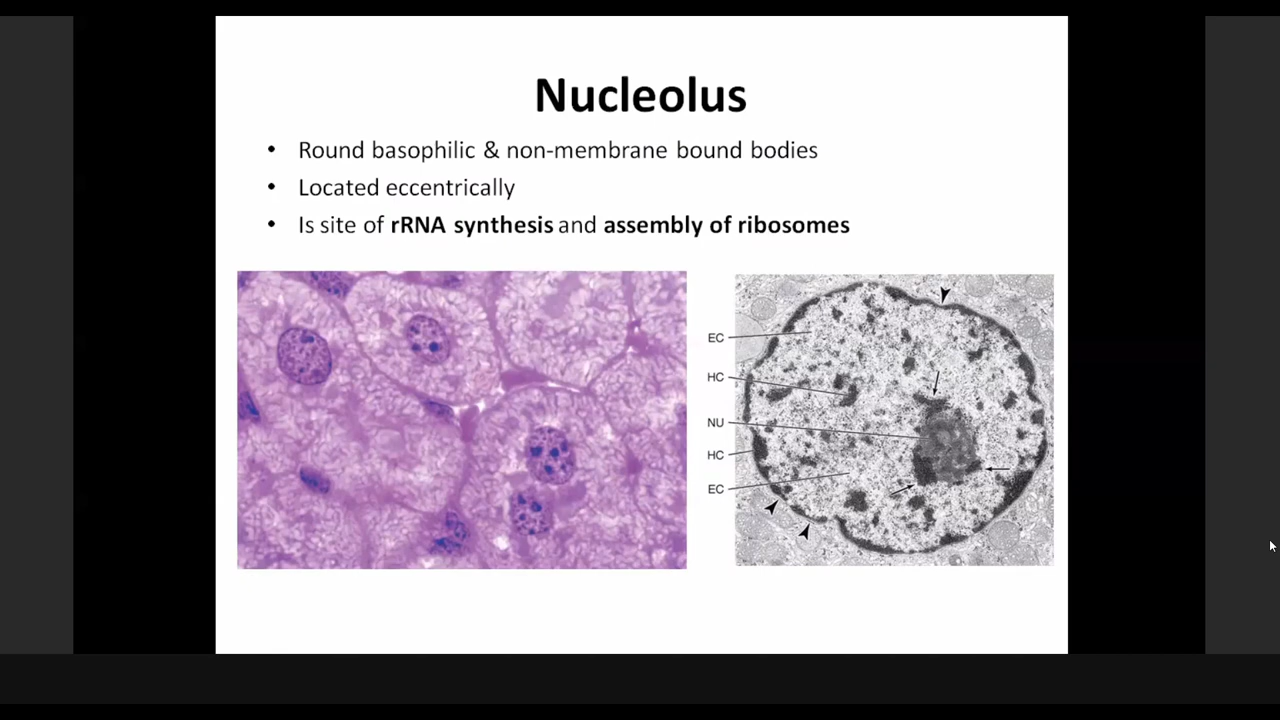 Nucleolus
• Round basophilic & non-membrane bound bodies
• Located eccentrically
• Is site of rRNA synthesis and assembly of ribosomes
EC
HC
NU
HC
EC